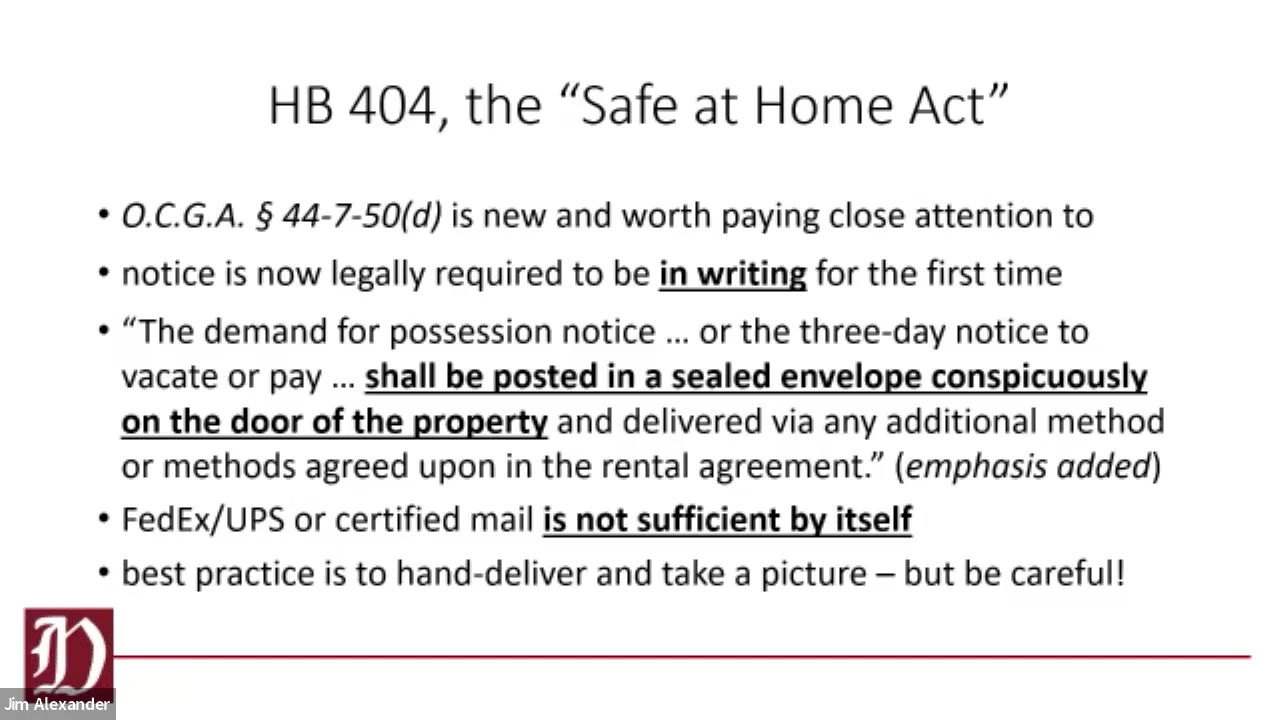 HB 404, the “Safe at Home Act”
• O.C.G.A. § 44-7-50(d) is new and worth paying close attention to
• notice is now legally required to be in writing for the first time
• “The demand for possession notice … or the three-day notice to
vacate or pay … shall be posted in a sealed envelope conspicuously
on the door of the property and delivered via any additional method
or methods agreed upon in the rental agreement.” (emphasis added)
• FedEx/UPS or certified mail is not sufficient by itself
• best practice is to hand-deliver and take a picture – but be careful!
D
Jim Alexander